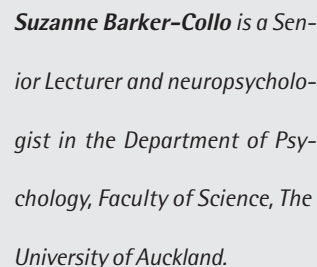 Suzanne Barker-Collo is a Sen-
ior Lecturer and neuropsycholo-
gist in the Department of Psy-
chology, Faculty of Science, The
University of Auckland.